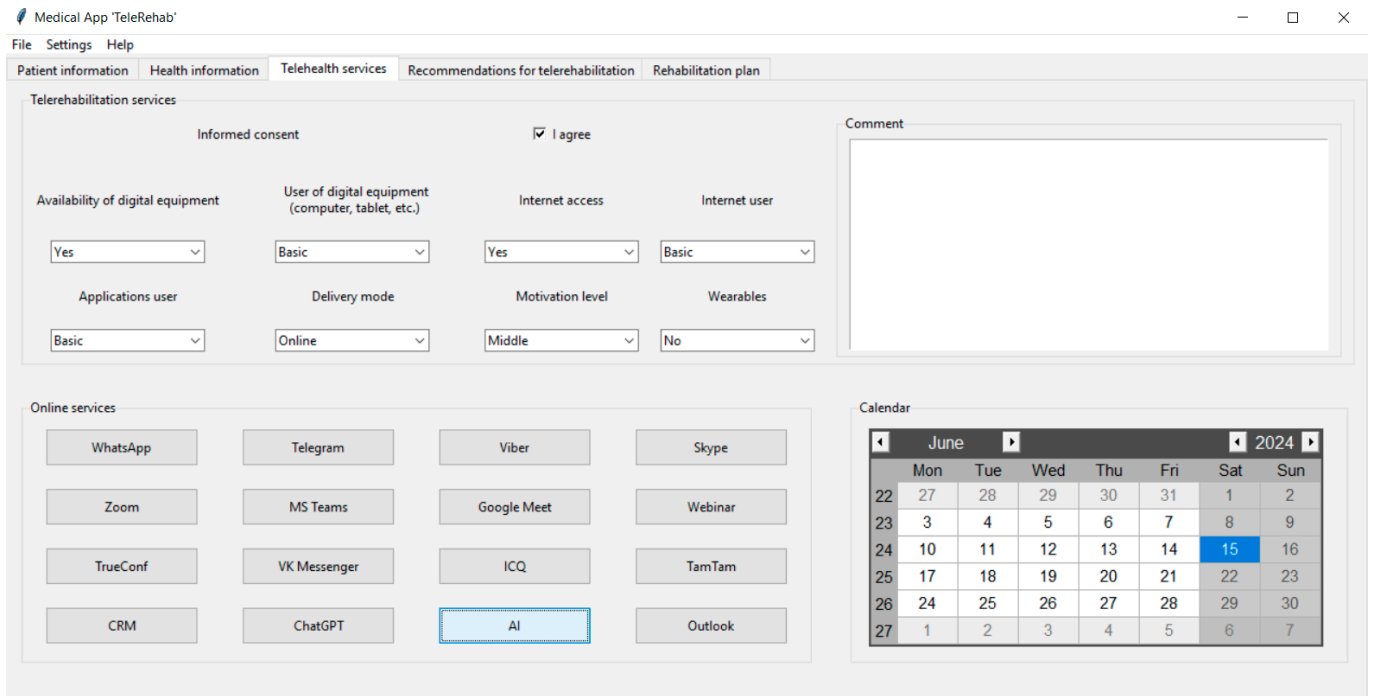 Medical App 'TeleRehab'
File Settings Help
Patient information Health information Telehealth services Recommendations for telerehabilitation Rehabilitation plan
Telerehabilitation services
Informed consent I agree
Comment
Availability of digital equipment User of digital equipment (computer, tablet, etc.) Internet access Internet user
Yes Basic Yes Basic
Applications user Delivery mode Motivation level Wearables
Basic Online Middle No
Online services
WhatsApp Telegram Viber Skype
Zoom MS Teams Google Meet Webinar
TrueConf VK Messenger ICQ TamTam
CRM ChatGPT AI Outlook
Calendar
June 2024
Mon Tue Wed Thu Fri Sat Sun
22 27 28 29 30 31 1 2
23 3 4 5 6 7 8 9
24 10 11 12 13 14 15 16
25 17 18 19 20 21 22 23
26 24 25 26 27 28 29 30
27 1 2 3 4 5 6 7